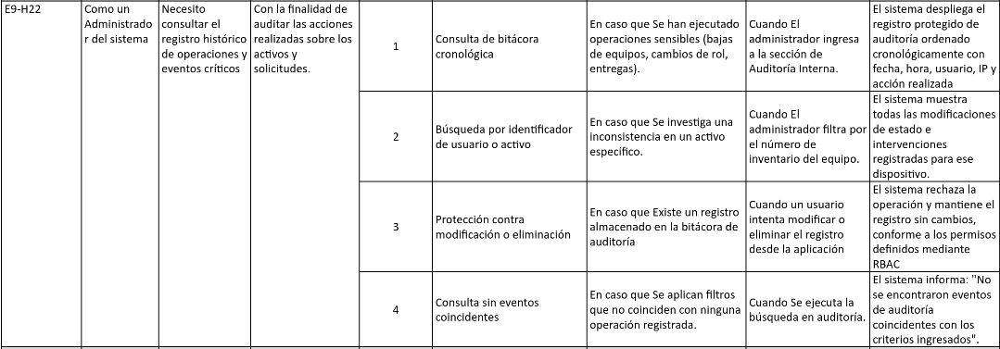 E9-H22
Como un
Administrado
r del sistema
Necesito
consultar el
registro histórico
de operaciones y
eventos críticos
Con la finalidad de
auditar las acciones
realizadas sobre los
activos y
solicitudes.
1
Consulta de bitácora
cronológica
En caso que Se han ejecutado
operaciones sensibles (bajas
de equipos, cambios de rol,
entregas).
Cuando El
administrador ingresa
a la sección de
Auditoría Interna.
El sistema despliega el
registro protegido de
auditoría ordenado
cronológicamente con
fecha, hora, usuario, IP y
acción realizada
2
Búsqueda por identificador
de usuario o activo
En caso que Se investiga una
inconsistencia en un activo
específico.
Cuando El
administrador filtra por
el número de
inventario del equipo.
El sistema muestra
todas las modificaciones
de estado e
intervenciones
registradas para ese
dispositivo.
3
Protección contra
modificación o eliminación
En caso que Existe un registro
almacenado en la bitácora de
auditoría
Cuando un usuario
intenta modificar o
eliminar el registro
desde la aplicación
El sistema rechaza la
operación y mantiene el
registro sin cambios,
conforme a los permisos
definidos mediante
RBAC
4
Consulta sin eventos
coincidentes
En caso que Se aplican filtros
que no coinciden con ninguna
operación registrada.
Cuando Se ejecuta la
búsqueda en auditoría.
El sistema informa: "No
se encontraron eventos
de auditoría
coincidentes con los
criterios ingresados".